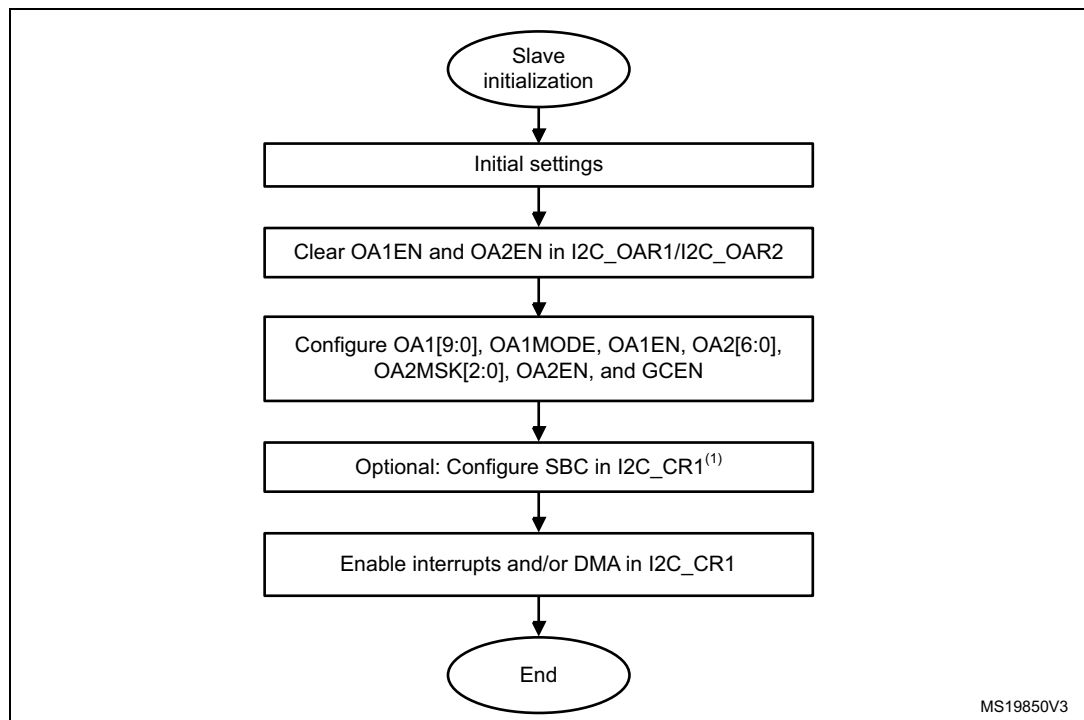 Slave
initialization
Initial settings
Clear OA1EN and OA2EN in I2C_OAR1/I2C_OAR2
Configure OA1[9:0], OA1MODE, OA1EN, OA2[6:0],
OA2MSK[2:0], OA2EN, and GCEN
Optional: Configure SBC in I2C_CR1(1)
Enable interrupts and/or DMA in I2C_CR1
End
MS19850V3